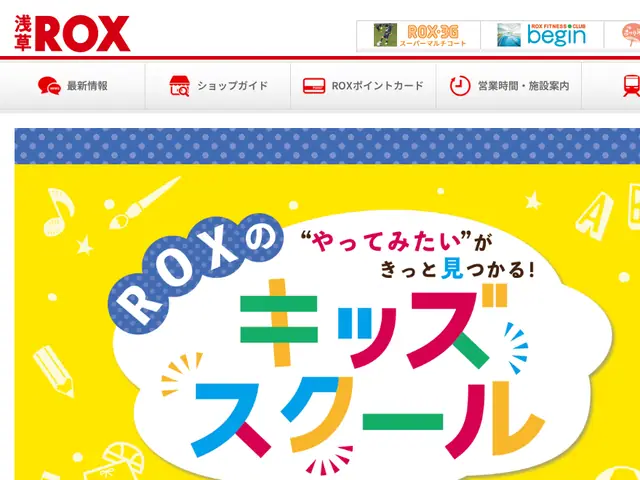 浅草ROX
ROX-3G
スーパーマルチコート
ROX FITNESS CLUB
begin
最新情報
ショップガイド
ROXポイントカード
営業時間・施設案内
ROXの
“やってみたい”が
きっと見つかる!
キッズ
スクール